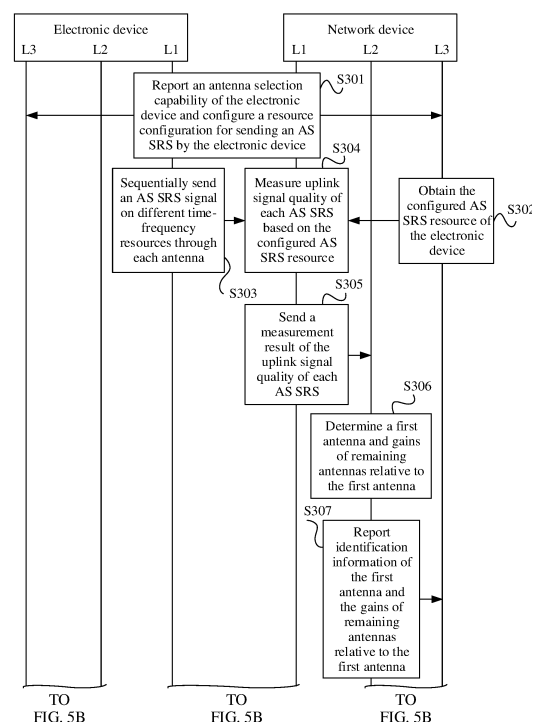 Electronic device
L3 L2 L1
Network device
L1 L2 L3
S301
Report an antenna selection
capability of the electronic
device and configure a resource
configuration for sending an AS
SRS by the electronic device
S304
Sequentially send
an AS SRS signal
on different time-
frequency
resources through
each antenna
S303
Measure uplink
signal quality of
each AS SRS
based on the
configured AS
SRS resource
Obtain the
configured AS
SRS resource of
the electronic
device
S302
S305
Send a
measurement
result of the
uplink signal
quality of each
AS SRS
S306
Determine a first
antenna and gains
of remaining
antennas relative to
the first antenna
S307
Report
identification
information of
the first
antenna and
the gains of
remaining
antennas
relative to the
first antenna
TO
FIG. 5B
TO
FIG. 5B
TO
FIG. 5B